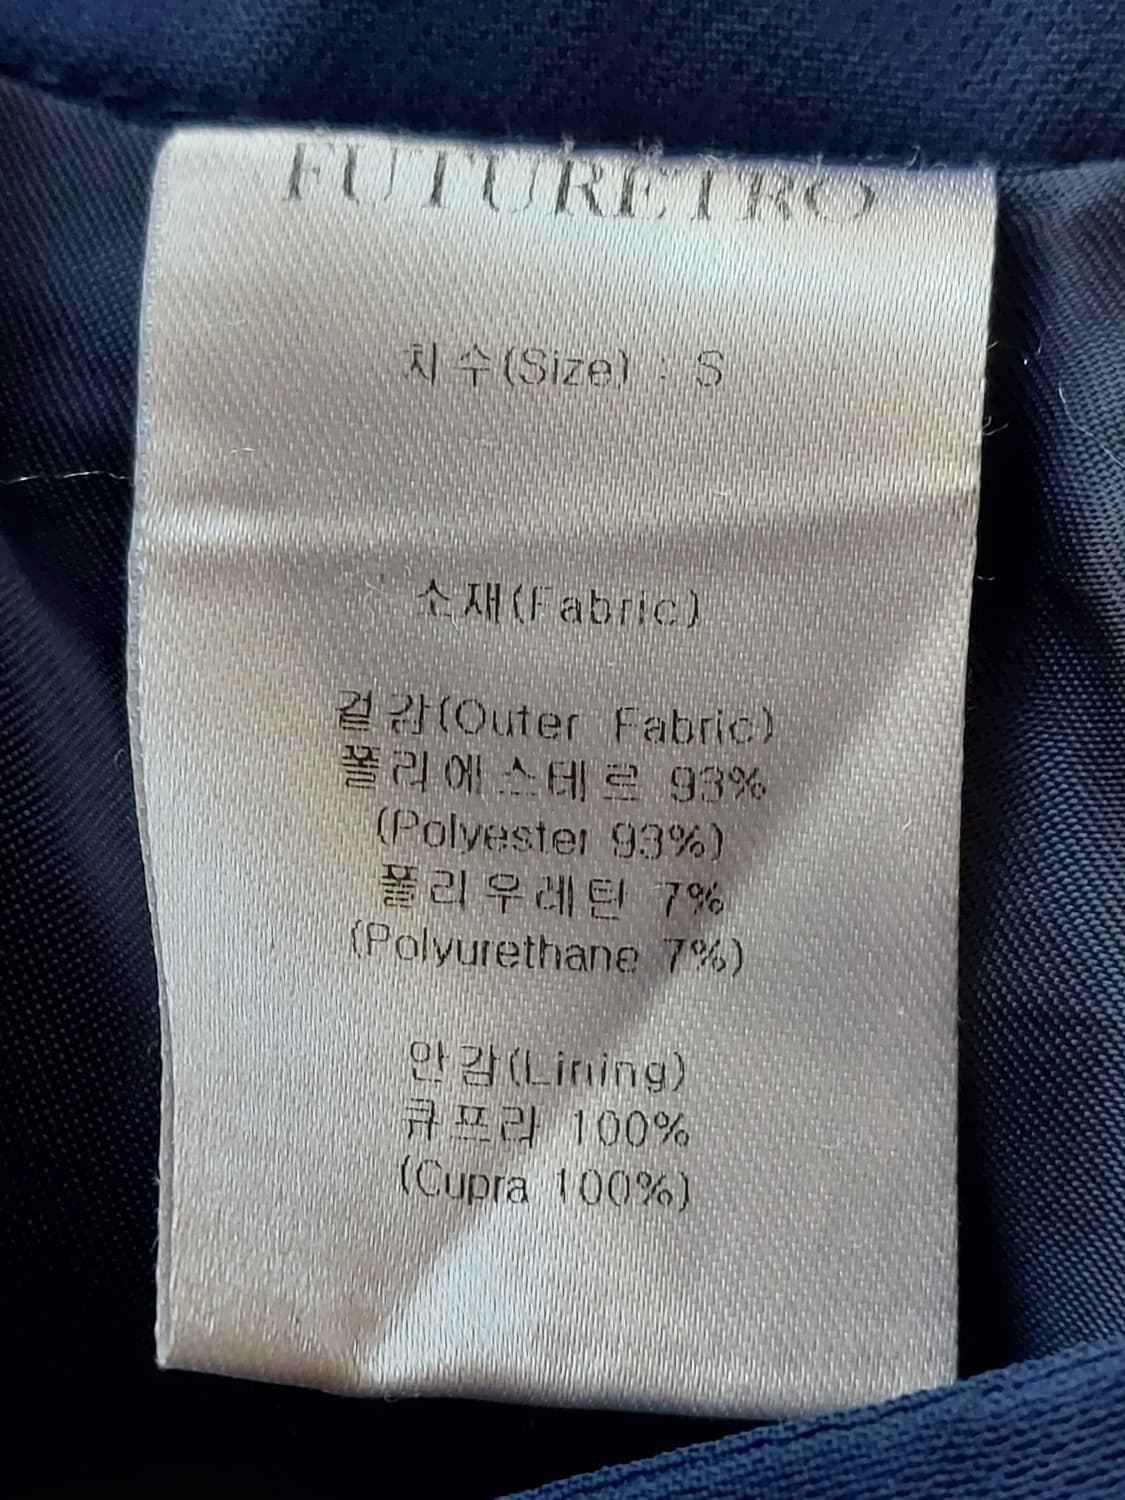 FUTURETRO
치수(Size) : S
소재(Fabric)
겉감(Outer Fabric)
폴리에스테르 93%
(Polyester 93%)
폴리우레탄 7%
(Polyurethane 7%)
안감(Lining)
큐프라 100%
(Cupra 100%)